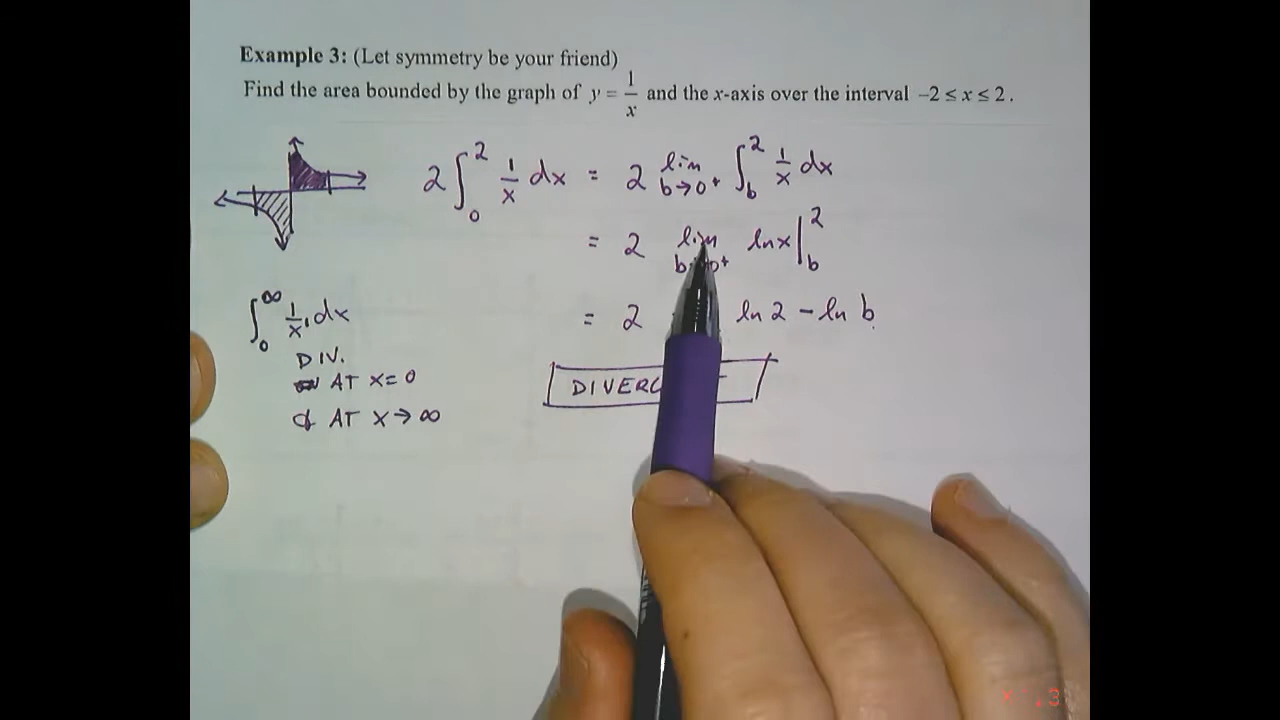 Example 3: (Let symmetry be your friend)
Find the area bounded by the graph of y = 1/x and the x-axis over the interval −2 ≤ x ≤ 2.
2 ∫₀² 1/x dx = 2 lim b→0⁺ ∫_b² 1/x dx
= 2 lim b→0⁺ ln x |_b²
= 2 ln 2 − ln b
∫₀^∞ 1/x¹ dx
DIV.
AT x=0
& AT x→∞